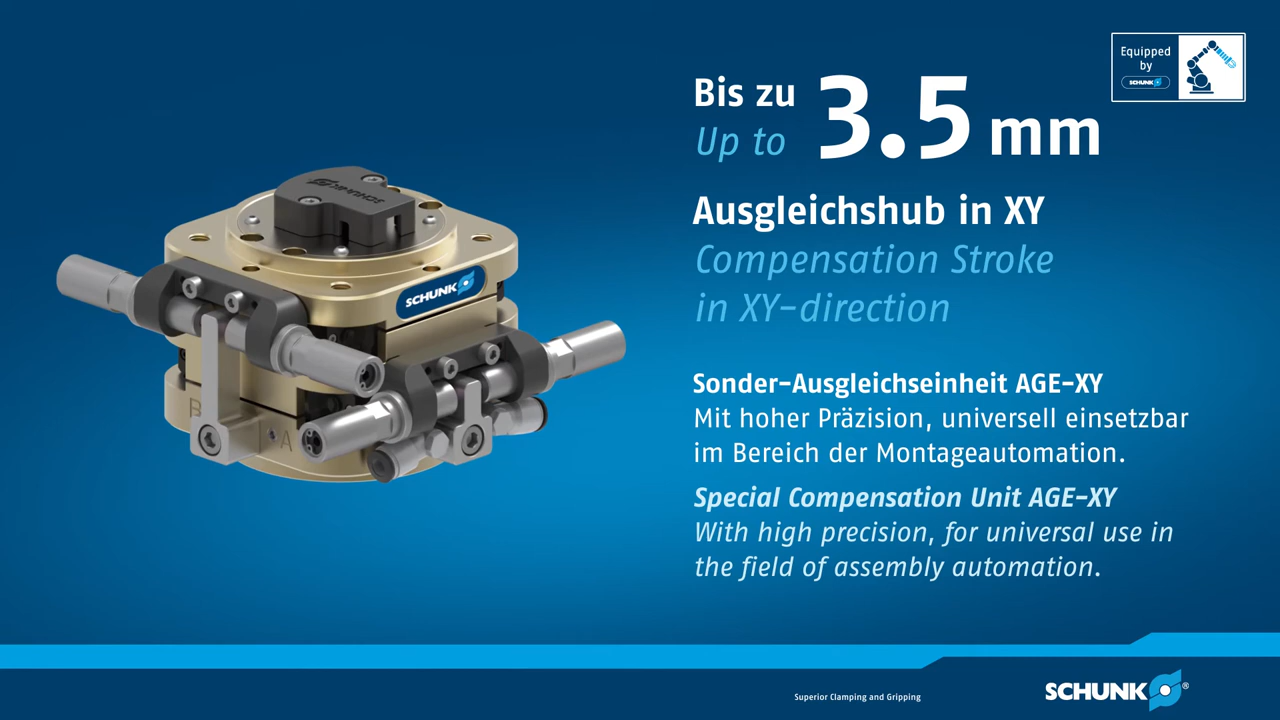 Equipped
by
SCHUNK
Bis zu
Up to
3.5 mm
Ausgleichshub in XY
Compensation Stroke
in XY-direction
Sonder-Ausgleichseinheit AGE-XY
Mit hoher Präzision, universell einsetzbar
im Bereich der Montageautomation.
Special Compensation Unit AGE-XY
With high precision, for universal use in
the field of assembly automation.
SCHUNK
SCHUNK
B
A
Superior Clamping and Gripping
SCHUNK®